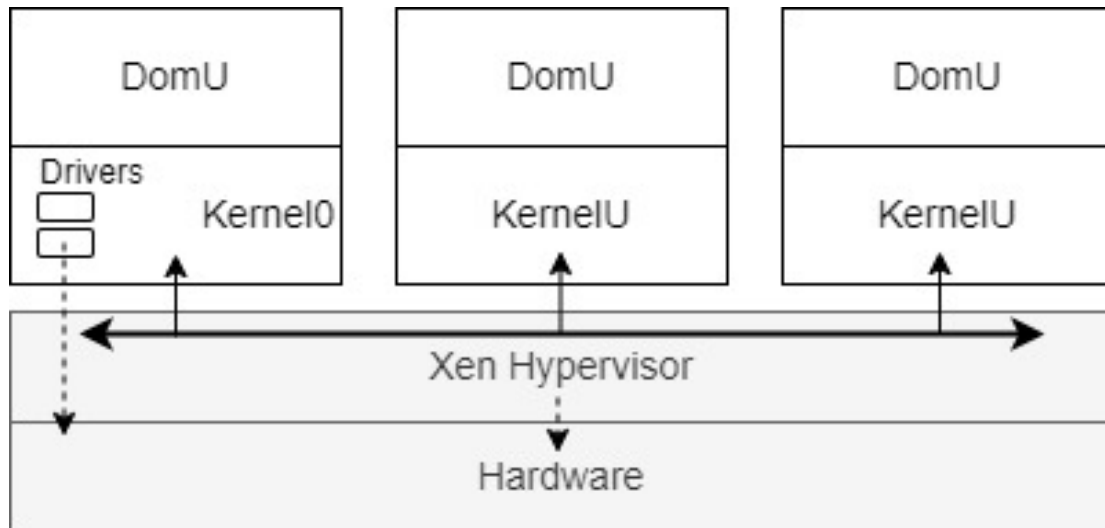 DomU
DomU
DomU
Drivers
Kernel0
KernelU
KernelU
Xen Hypervisor
Hardware